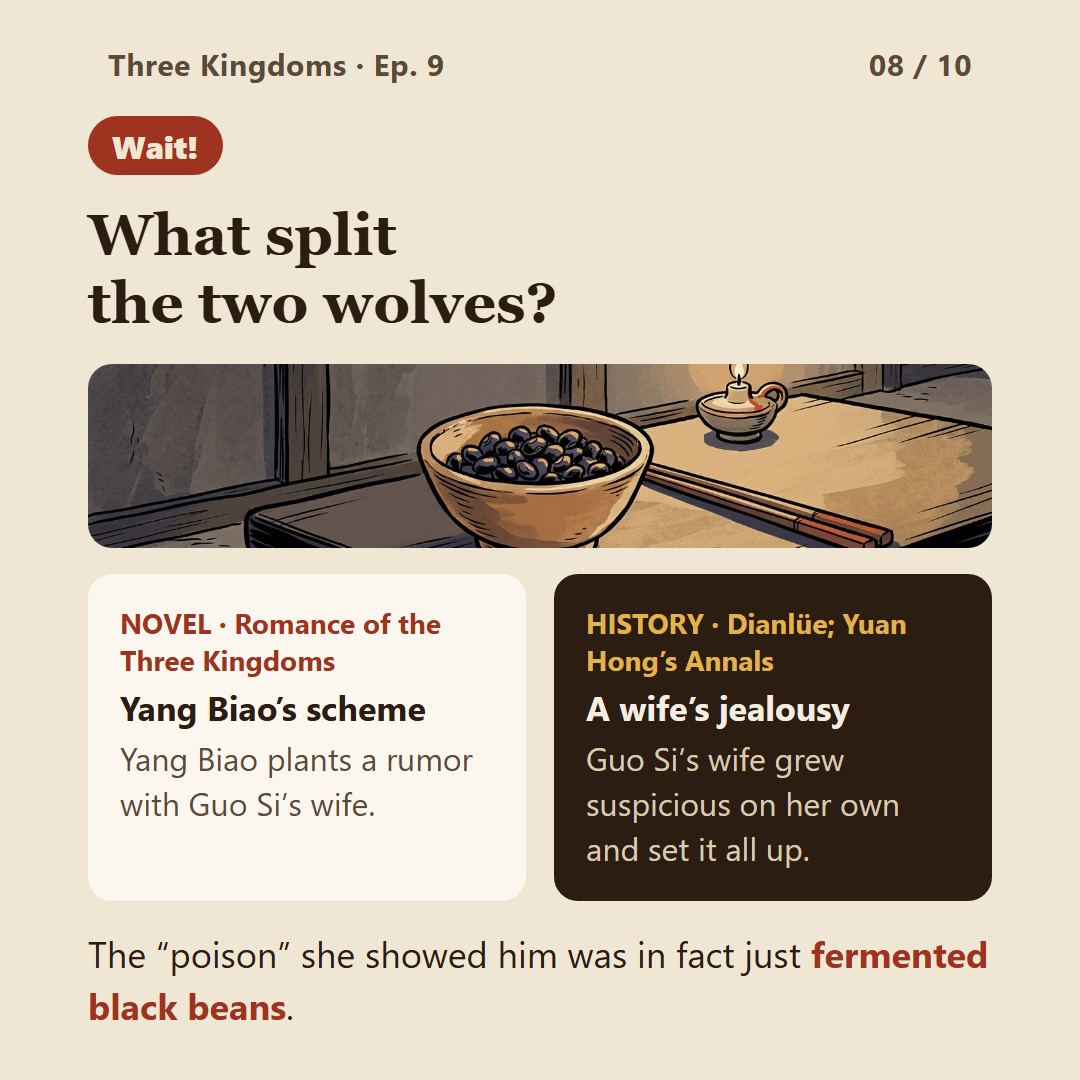 Three Kingdoms · Ep. 9
08 / 10
Wait!
What split
the two wolves?
NOVEL · Romance of the
Three Kingdoms
Yang Biao’s scheme
Yang Biao plants a rumor
with Guo Si’s wife.
HISTORY · Dianlüe; Yuan
Hong’s Annals
A wife’s jealousy
Guo Si’s wife grew
suspicious on her own
and set it all up.
The “poison” she showed him was in fact just fermented
black beans.